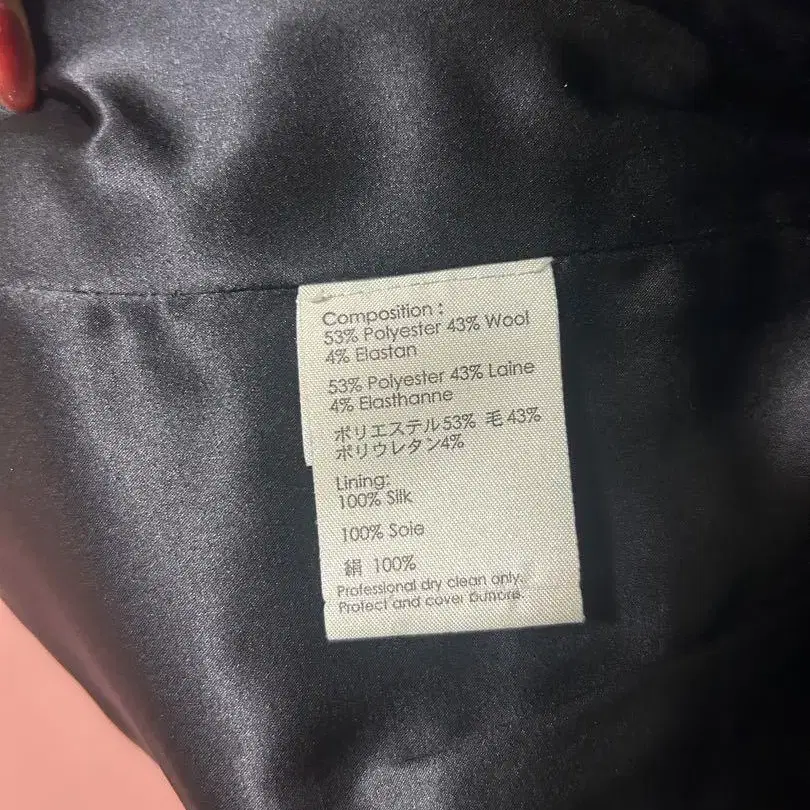 Composition :
53% Polyester 43% Wool
4% Elastan
53% Polyester 43% Laine
4% Elasthanne
ポリエステル53% 毛43%
ポリウレタン4%
Lining:
100% Silk
100% Soie
絹 100%
Professional dry clean only.
Protect and cover